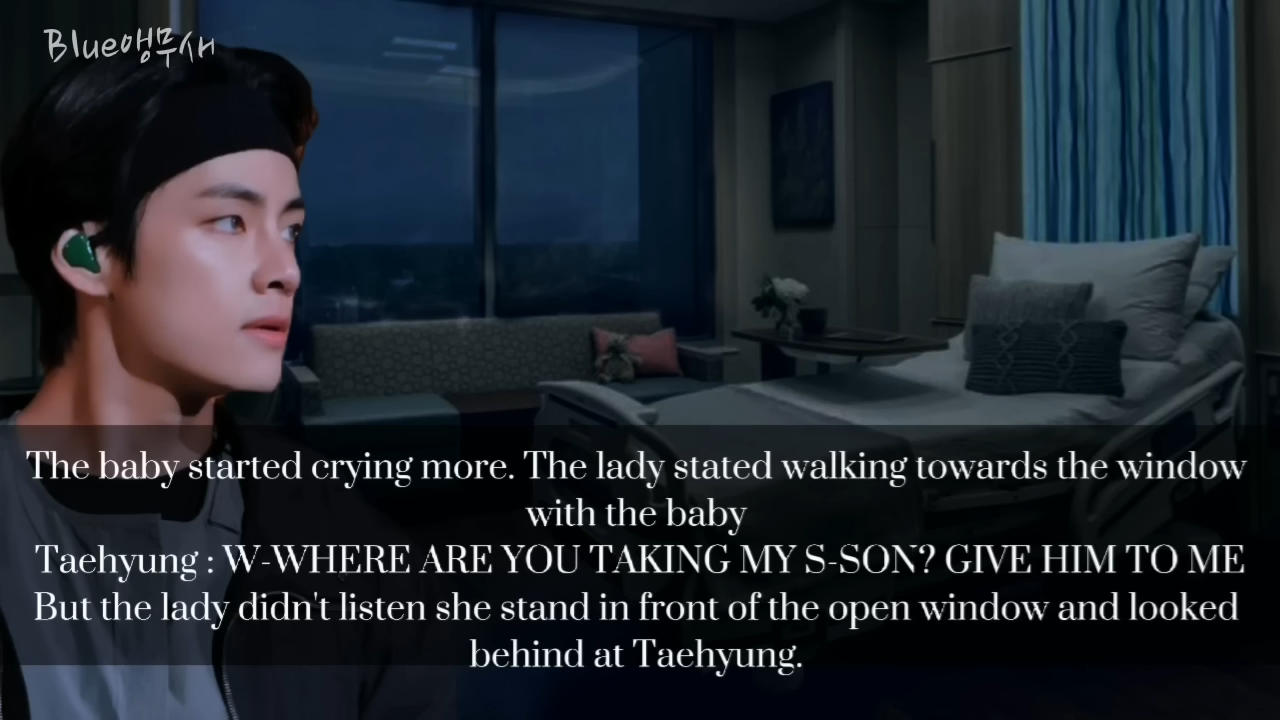 Blue앵무새
The baby started crying more. The lady stated walking towards the window
with the baby
Taehyung : W-WHERE ARE YOU TAKING MY S-SON? GIVE HIM TO ME
But the lady didn't listen she stand in front of the open window and looked
behind at Taehyung.